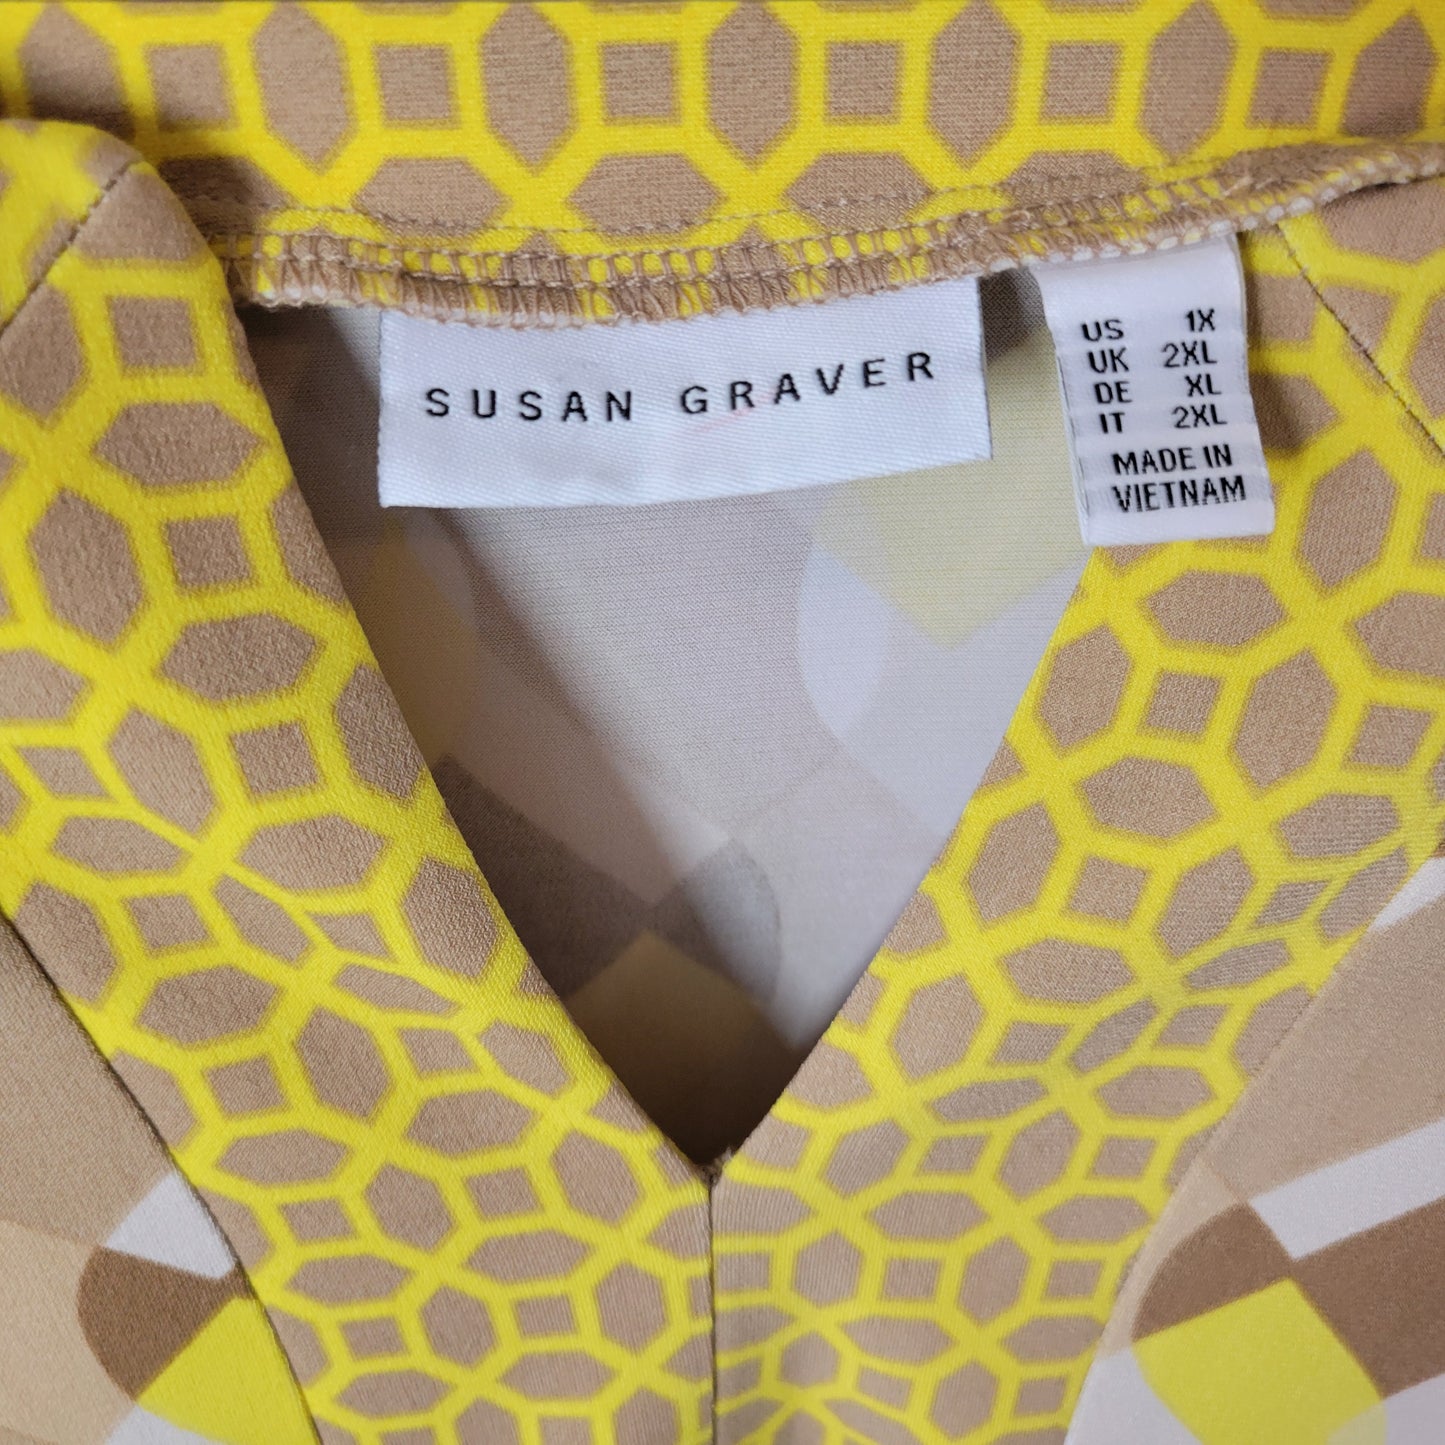 SUSAN GRAVER
US 1X
UK 2XL
DE XL
IT 2XL
MADE IN
VIETNAM